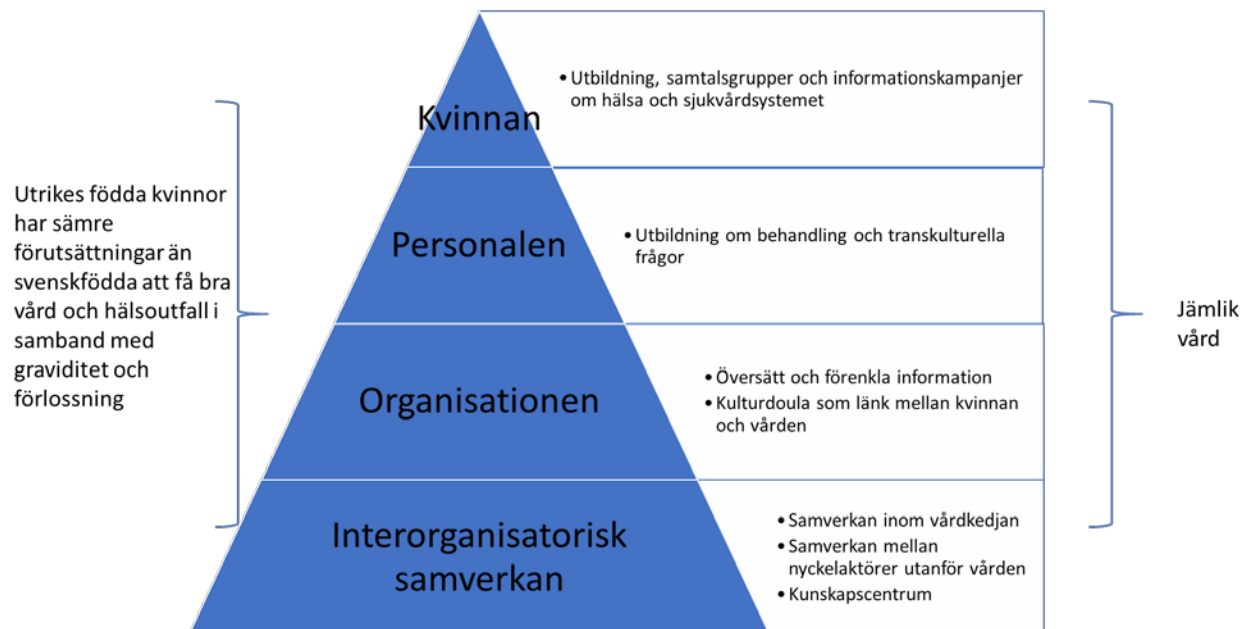 Utrikes födda kvinnor
har sämre
förutsättningar än
svenskfödda att få bra
vård och hälsoutfall i
samband med
graviditet och
förlossning
Kvinnan
• Utbildning, samtalsgrupper och informationskampjer
om hälsa och sjukvårdsystemet
Personalen
• Utbildning om behandling och transkulturella
frågor
Organisationen
• Översätt och förenkla information
• Kulturdoula som länk mellan kvinnan
och vården
Interorganisatorisk
samverkan
• Samverkan inom vårdkedjan
• Samverkan mellan
nyckelaktörer utanför vården
• Kunskapscentrum
Jämlik
vård